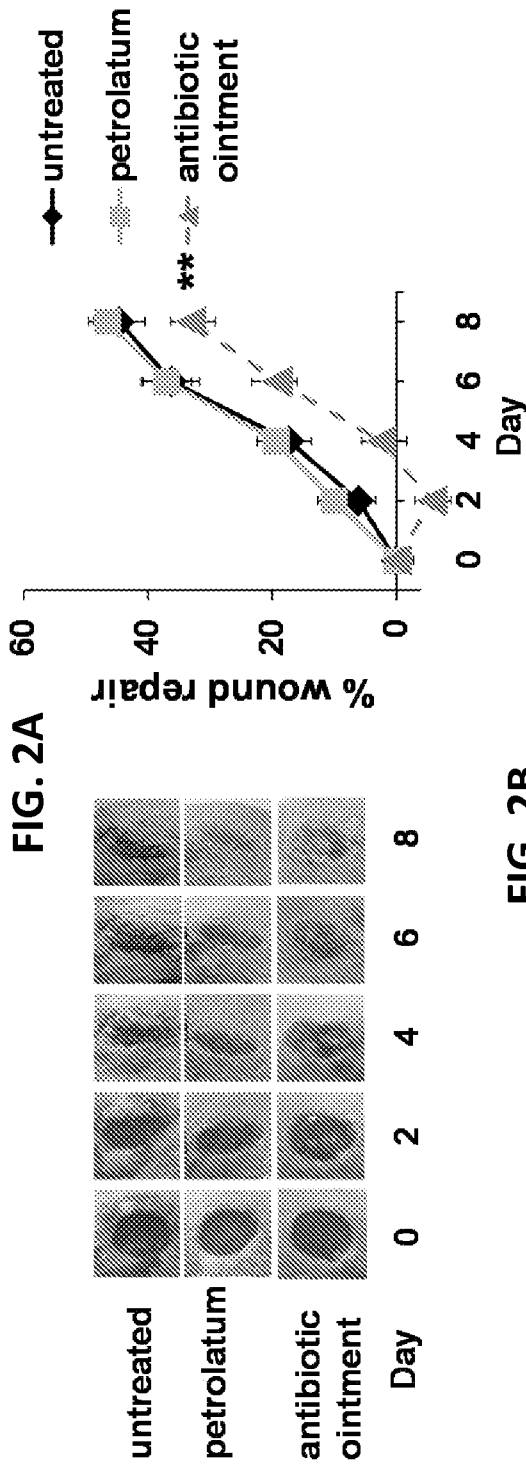 FIG. 2A
untreated
petrolatum
antibiotic
ointment
Day
0
2
4
6
8
% wound repair
60
40
20
0
0
2
4
6
8
Day
untreated
petrolatum
antibiotic
ointment
**
FIG. 2B